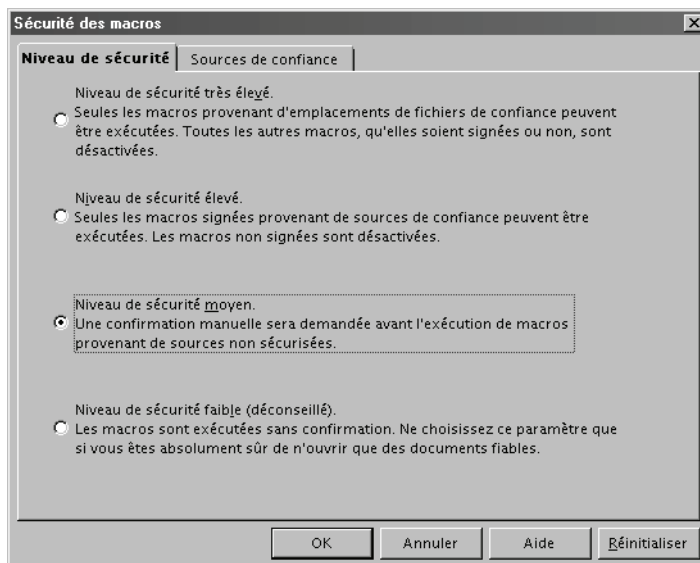 Sécurité des macros
Niveau de sécurité
Sources de confiance
Niveau de sécurité très élevé.
Seules les macros provenant d'emplacements de fichiers de confiance peuvent
être exécutées. Toutes les autres macros, qu'elles soient signées ou non, sont
désactivées.
Niveau de sécurité élevé.
Seules les macros signées provenant de sources de confiance peuvent être
exécutées. Les macros non signées sont désactivées.
Niveau de sécurité moyen.
Une confirmation manuelle sera demandée avant l'exécution de macros
provenant de sources non sécurisées.
Niveau de sécurité faible (déconseillé).
Les macros sont exécutées sans confirmation. Ne choisissez ce paramètre que
si vous êtes absolument sûr de n'ouvrir que des documents fiables.
OK
Annuler
Aide
Réinitialiser